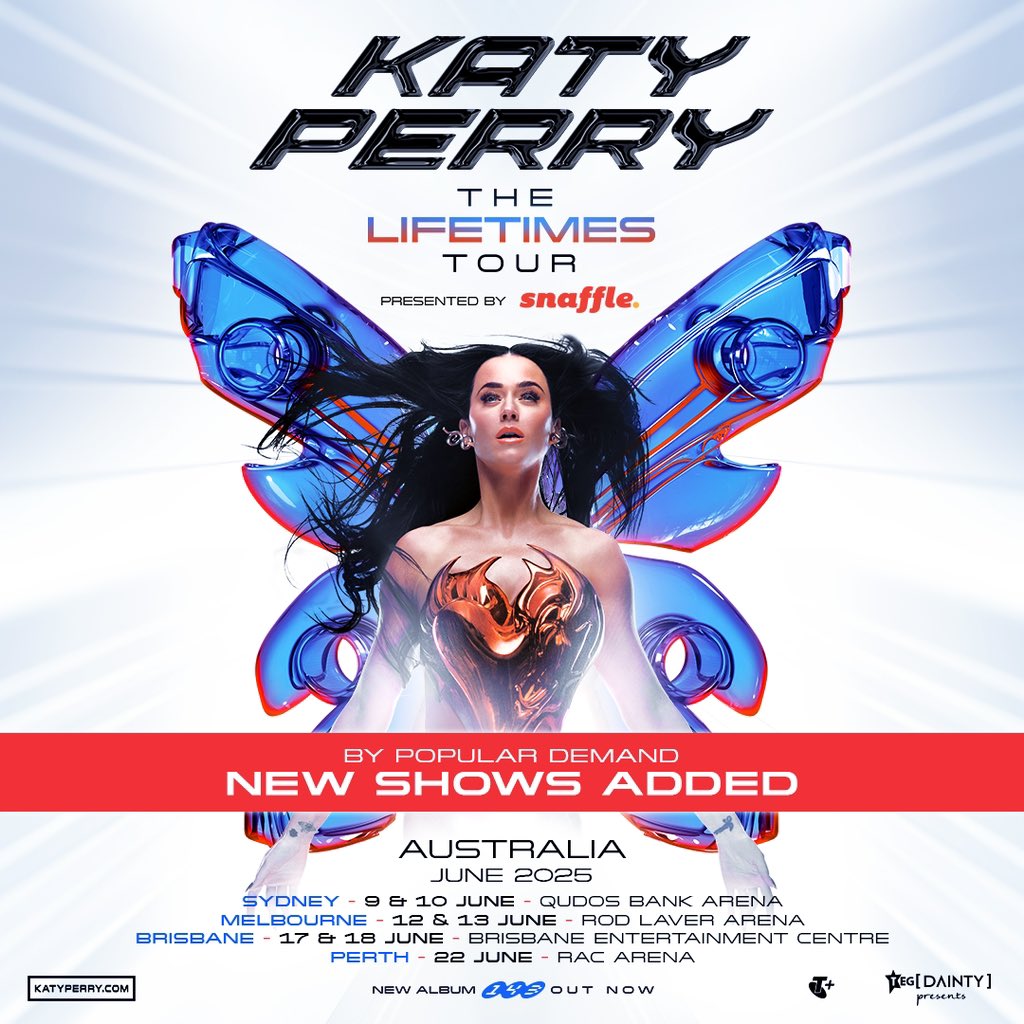 KATY
PERRY
THE
LIFETIMES
TOUR
PRESENTED BY snaffle.
BY POPULAR DEMAND
NEW SHOWS ADDED
AUSTRALIA
JUNE 2025
SYDNEY - 9 & 10 JUNE - QUDOS BANK ARENA
MELBOURNE - 12 & 13 JUNE - ROD LAVER ARENA
BRISBANE - 17 & 18 JUNE - BRISBANE ENTERTAINMENT CENTRE
PERTH - 22 JUNE - RAC ARENA
KATYPERRY.COM
NEW ALBUM 143 OUT NOW
T+
TEG[DAINTY]
presents